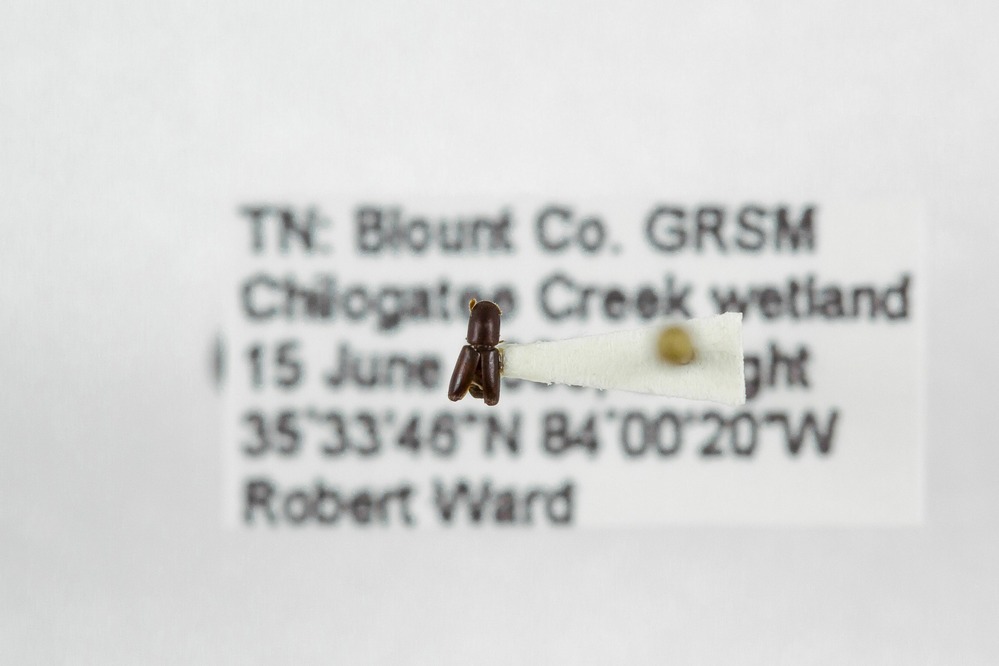 TN: Blount Co. GRSM
Chilogatee Creek wetland
15 June
35°33'46"N 84°00'20"W
Robert Ward